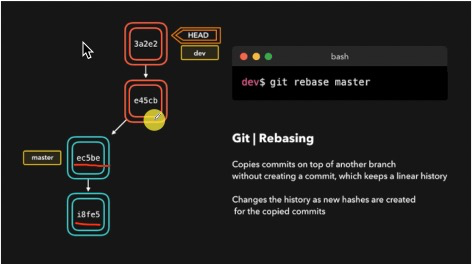 3a2e2
HEAD
dev
e45cb
master
ec5be
i8fe5
bash
dev$ git rebase master
Git | Rebasing
Copies commits on top of another branch
without creating a commit, which keeps a linear history
Changes the history as new hashes are created
for the copied commits